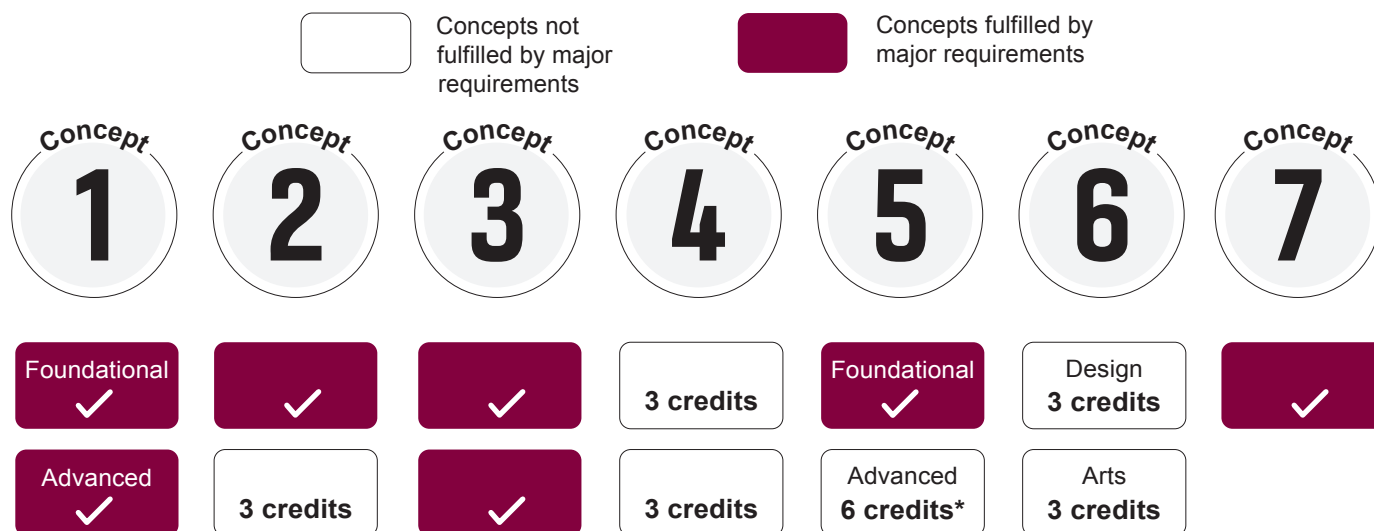 Concepts not
fulfilled by major
requirements
Concepts fulfilled by
major requirements
Concept Concept Concept Concept Concept Concept Concept
1 2 3 4 5 6 7
Foundational
3 credits
Foundational
Design
3 credits
Advanced
3 credits
3 credits
Advanced
6 credits*
Arts
3 credits